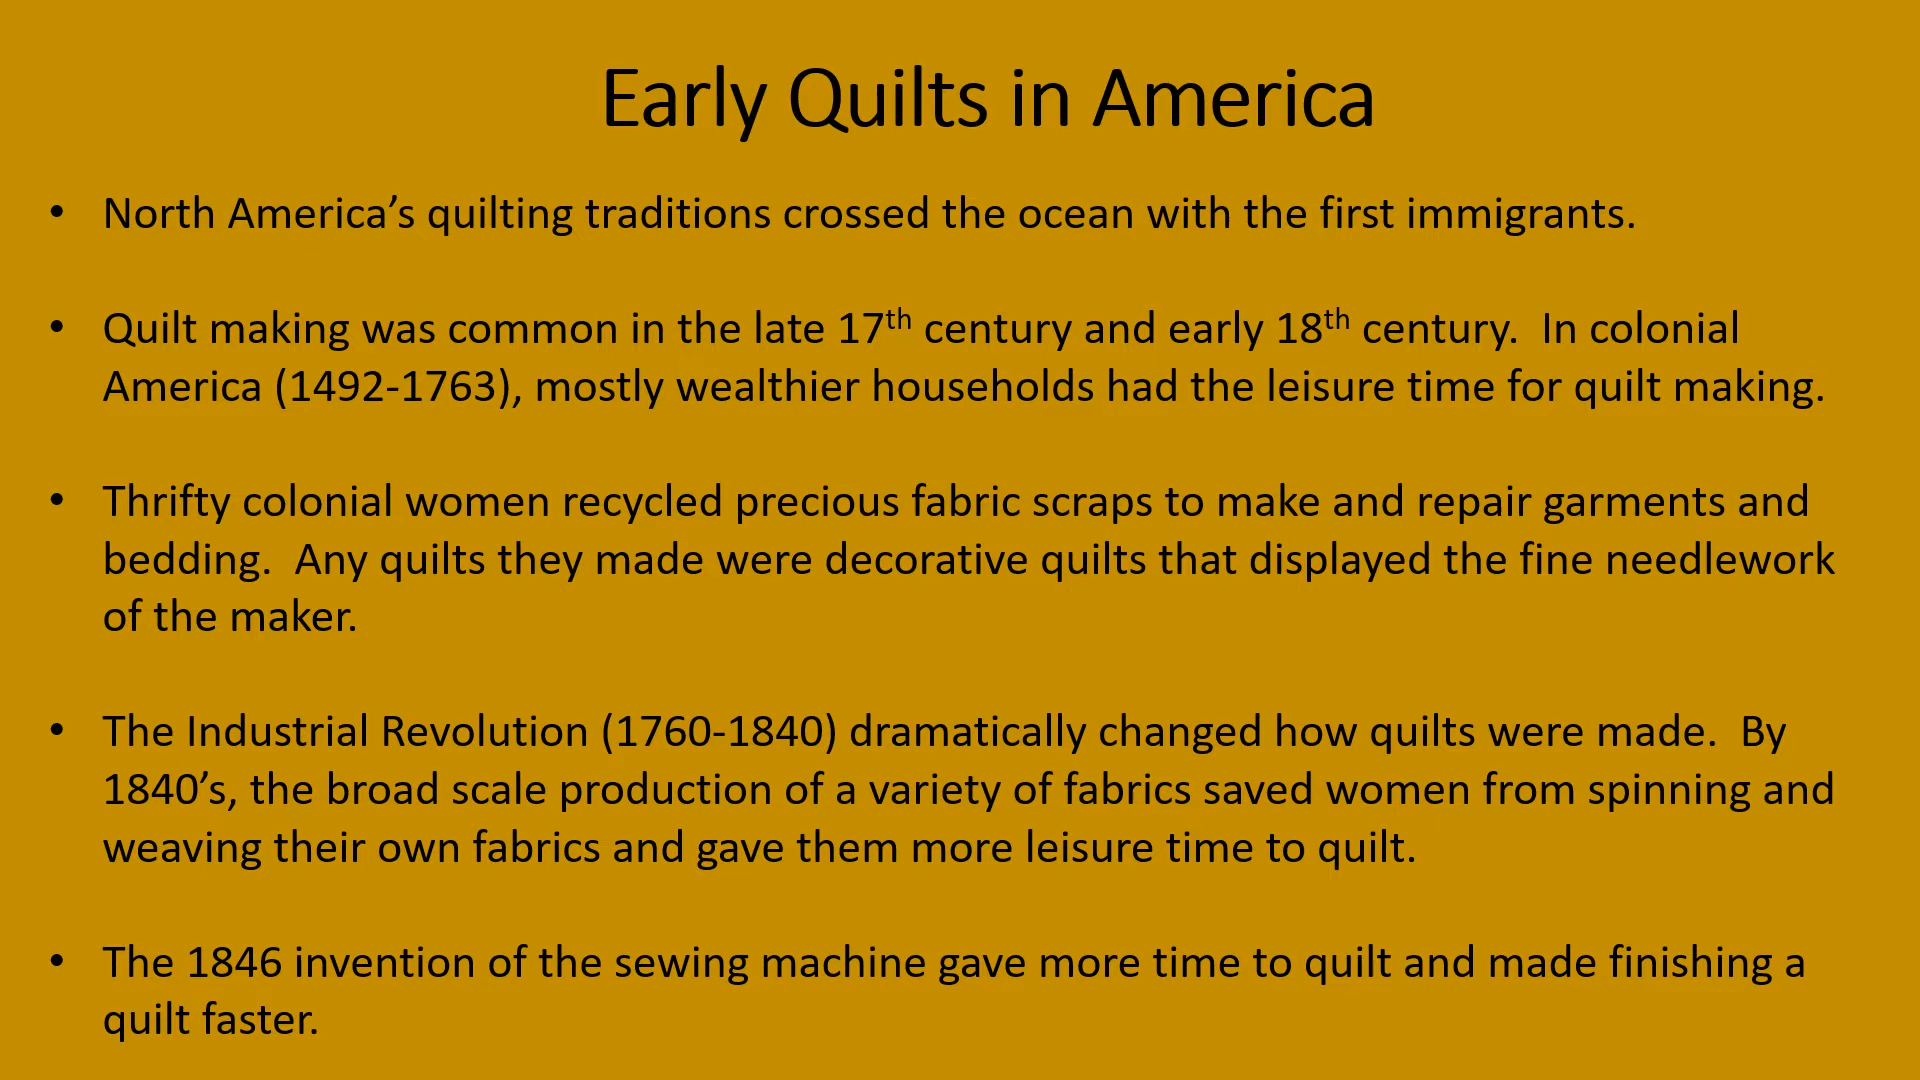 Early Quilts in America
• North America’s quilting traditions crossed the ocean with the first immigrants.
• Quilt making was common in the late 17th century and early 18th century.  In colonial
America (1492-1763), mostly wealthier households had the leisure time for quilt making.
• Thrifty colonial women recycled precious fabric scraps to make and repair garments and
bedding.  Any quilts they made were decorative quilts that displayed the fine needlework
of the maker.
• The Industrial Revolution (1760-1840) dramatically changed how quilts were made.  By
1840’s, the broad scale production of a variety of fabrics saved women from spinning and
weaving their own fabrics and gave them more leisure time to quilt.
• The 1846 invention of the sewing machine gave more time to quilt and made finishing a
quilt faster.